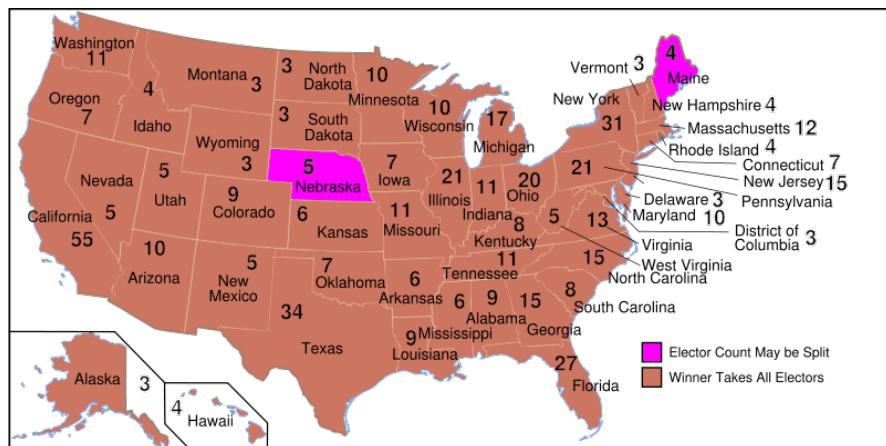 Washington
11
Oregon
7
California
55
Nevada
5
4
Idaho
Montana
3
Wyoming
3
5
Utah
9
Colorado
10
Arizona
5
New
Mexico
3
North
Dakota
3
South
Dakota
5
Nebraska
6
Kansas
7
Oklahoma
34
Texas
10
Minnesota
7
Iowa
11
Missouri
6
Arkansas
9
Louisiana
10
Wisconsin
21
Illinois
17
Michigan
11
Indiana
20
Ohio
8
Kentucky
11
Tennessee
6
Mississippi
9
Alabama
15
Georgia
27
Florida
8
South Carolina
15
North Carolina
13
Virginia
5
West Virginia
21
Pennsylvania
31
New York
Vermont 3
4
Maine
New Hampshire 4
Massachusetts 12
Rhode Island 4
Connecticut 7
New Jersey 15
Delaware 3
Maryland 10
District of
Columbia 3
Alaska
3
4
Hawaii
Elector Count May be Split
Winner Takes All Electors